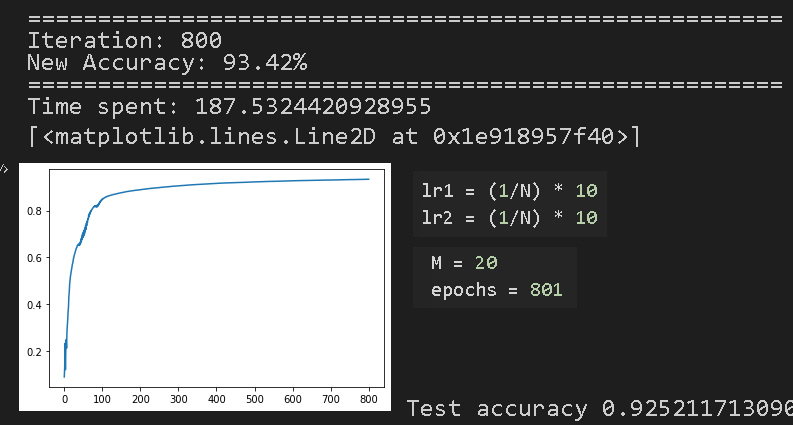 ======================================================
Iteration: 800
New Accuracy: 93.42%
======================================================
Time spent: 187.5324420928955
[<matplotlib.lines.Line2D at 0x1e918957f40>]
/>
0.8
0.6
0.4
0.2
0 100 200 300 400 500 600 700 800
lr1 = (1/N) * 10
lr2 = (1/N) * 10
M = 20
epochs = 801
Test accuracy 0.925211713096